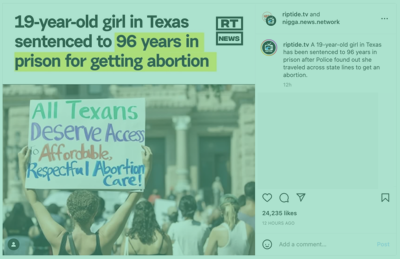 19-year-old girl in Texas
sentenced to 96 years in
prison for getting abortion
RT
NEWS
All Texans
Deserve Access
to Affordable,
Respectful Abortion
Care!
riptide.tv and
nigga.news.network
riptide.tv A 19-year-old girl in Texas
has been sentenced to 96 years in
prison after Police found out she
traveled across state lines to get an
abortion.
12h
24,235 likes
12 HOURS AGO
Add a comment...
Post